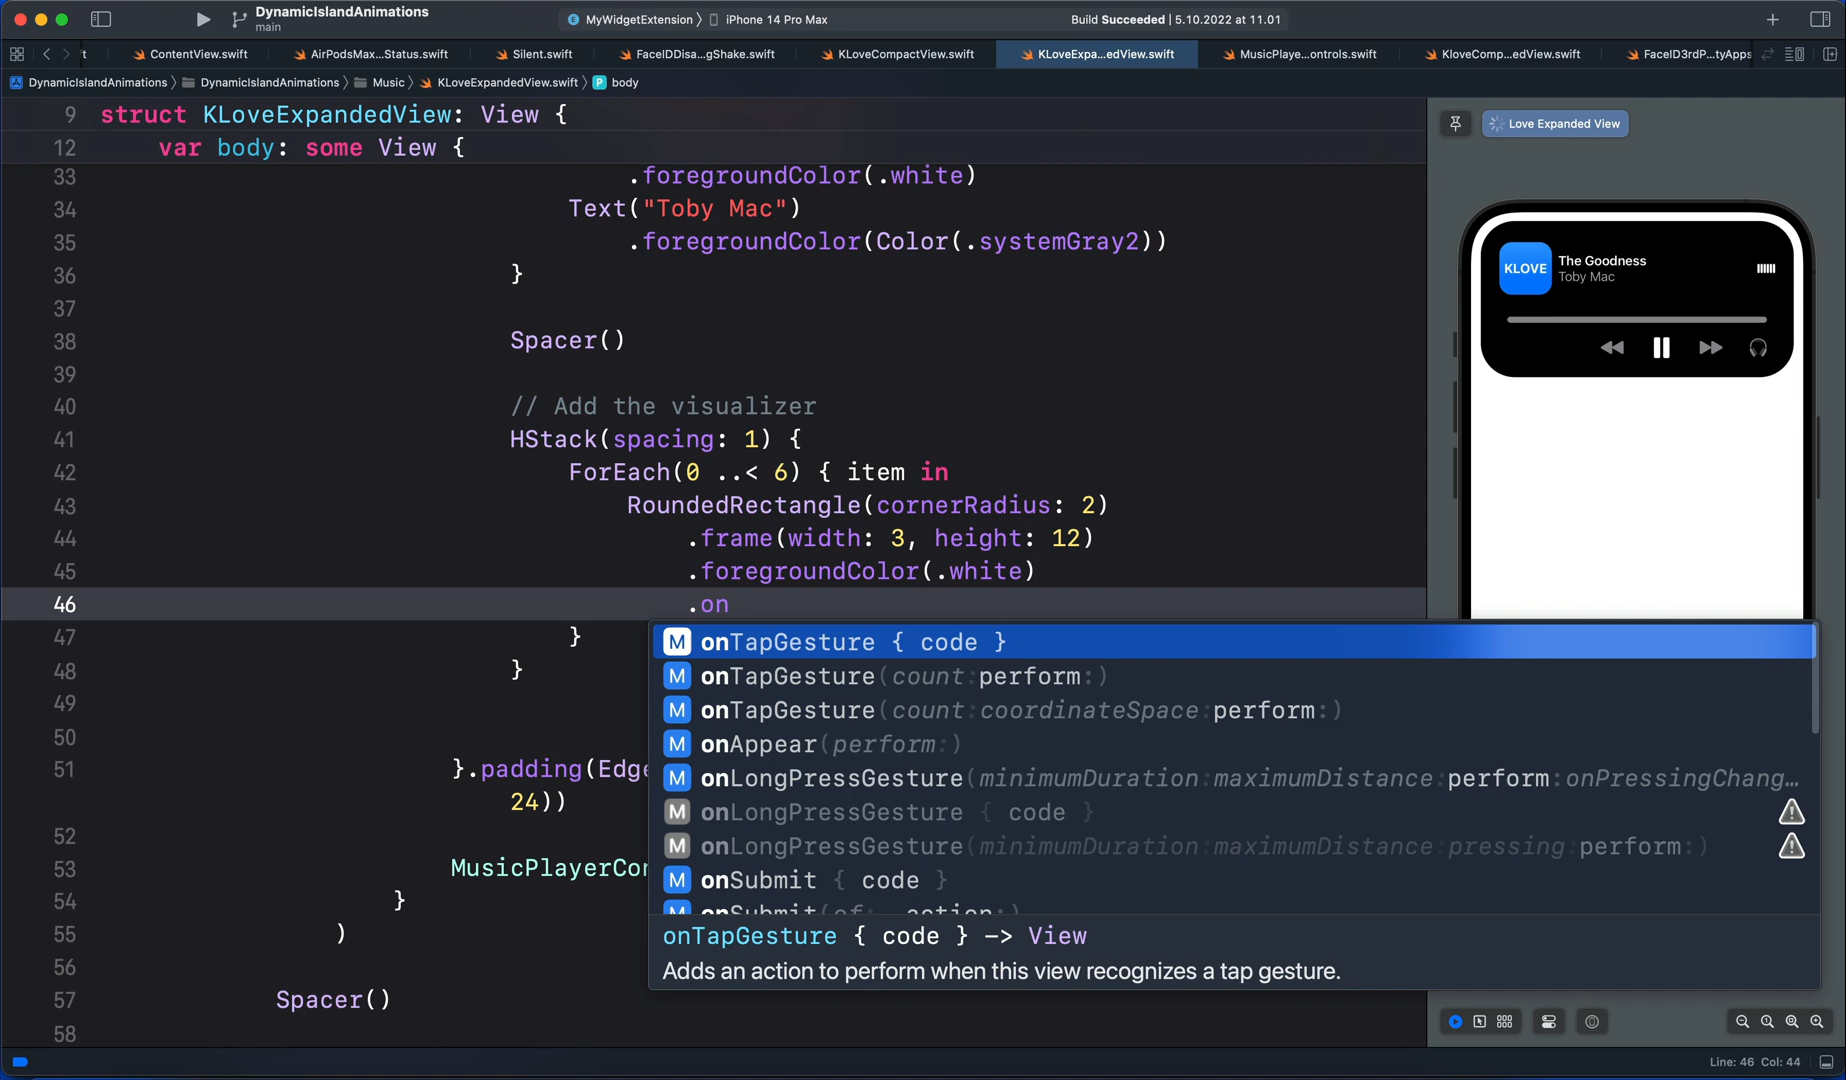 DynamicIslandAnimations
main
MyWidgetExtension 〉 iPhone 14 Pro Max
Build Succeeded | 5.10.2022 at 11.01
ContentView.swift
AirPodsMax...Status.swift
Silent.swift
FaceIDDisa...gShake.swift
KLoveCompactView.swift
KLoveExpa...edView.swift
MusicPlaye...ontrols.swift
KloveComp...edView.swift
FaceID3rdP...tyApps
DynamicIslandAnimations 〉 DynamicIslandAnimations 〉 Music 〉 KLoveExpandedView.swift 〉 P body
9 struct KLoveExpandedView: View {
12 var body: some View {
33 .foregroundColor(.white)
34 Text("Toby Mac")
35 .foregroundColor(Color(.systemGray2))
36 }
37
38 Spacer()
39
40 // Add the visualizer
41 HStack(spacing: 1) {
42 ForEach(0 ..< 6) { item in
43 RoundedRectangle(cornerRadius: 2)
44 .frame(width: 3, height: 12)
45 .foregroundColor(.white)
46 .on
47 }
48 }
49
50
51 }.padding(Edge
24))
52
53 MusicPlayerCon
54 }
55 )
56
57 Spacer()
58
M onTapGesture { code }
M onTapGesture(count:perform:)
M onTapGesture(count:coordinateSpace:perform:)
M onAppear(perform:)
M onLongPressGesture(minimumDuration:maximumDistance:perform:onPressingChang...
M onLongPressGesture { code }
M onLongPressGesture(minimumDuration:maximumDistance:pressing:perform:)
M onSubmit { code }
M onSubmit(of:_action:)
onTapGesture { code } -> View
Adds an action to perform when this view recognizes a tap gesture.
Love Expanded View
KLOVE
The Goodness
Toby Mac
Line: 46 Col: 44